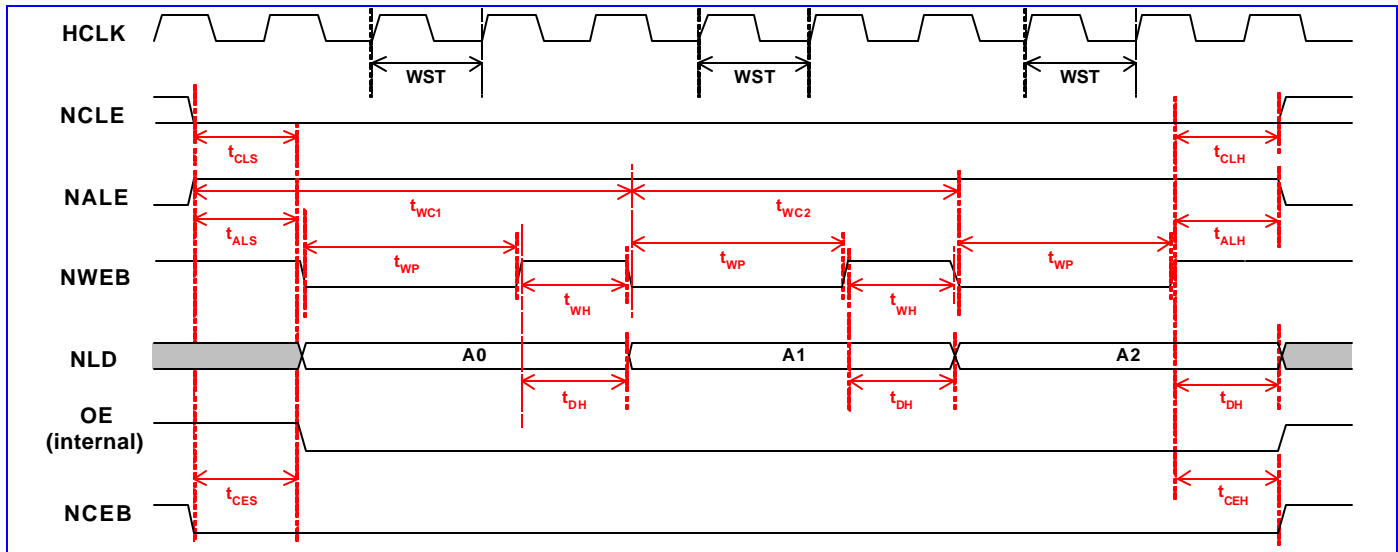 HCLK
WST WST WST
NCLE
tCLS tCLH
NALE
tWC1 tWC2
tALS tALH
tWP tWP tWP
NWEB
tWH tWH
NLD A0 A1 A2
tDH tDH tDH
OE
(internal)
tCES tCEH
NCEB